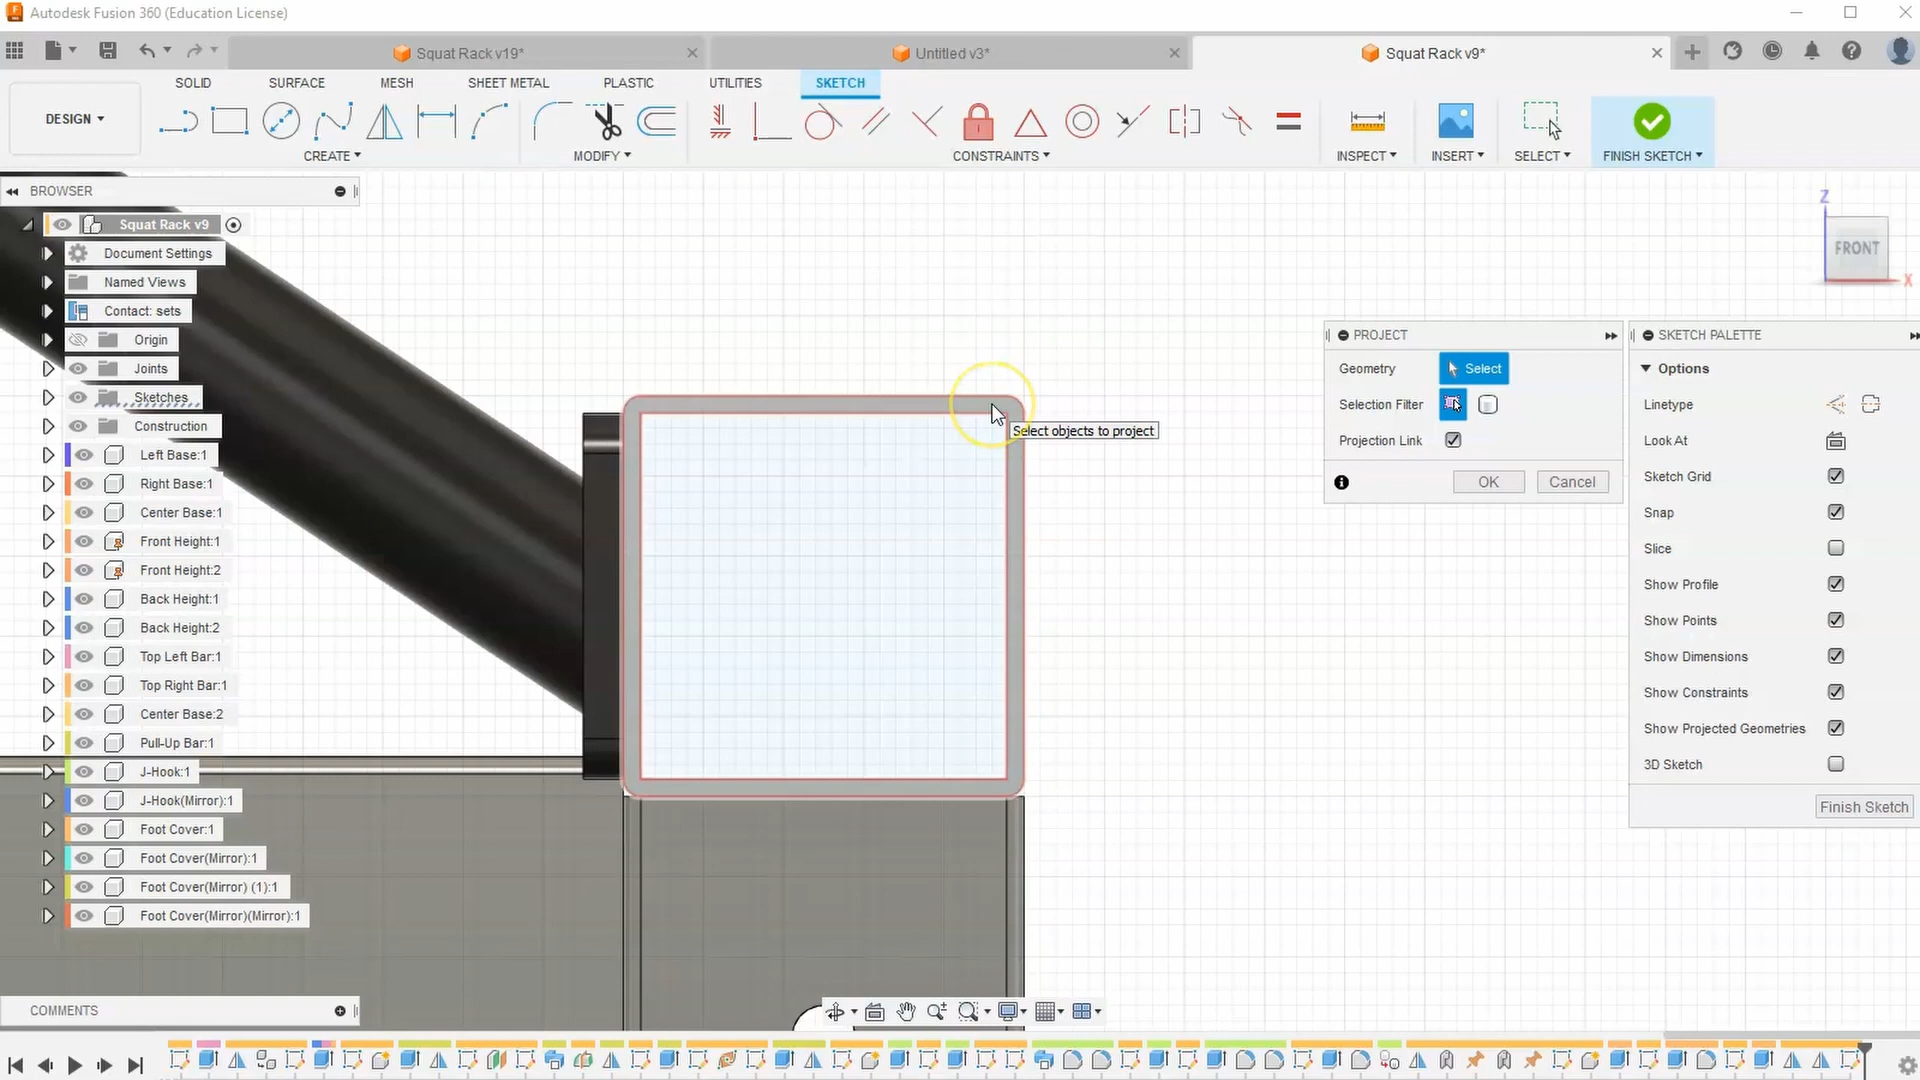 Autodesk Fusion 360 (Education License)
Squat Rack v19*
Untitled v3*
Squat Rack v9*
SOLID
SURFACE
MESH
SHEET METAL
PLASTIC
UTILITIES
SKETCH
DESIGN
CREATE
MODIFY
CONSTRAINTS
INSPECT
INSERT
SELECT
FINISH SKETCH
BROWSER
Squat Rack v9
Document Settings
Named Views
Contact: sets
Origin
Joints
Sketches
Construction
Left Base:1
Right Base:1
Center Base:1
Front Height:1
Front Height:2
Back Height:1
Back Height:2
Top Left Bar:1
Top Right Bar:1
Center Base:2
Pull-Up Bar:1
J-Hook:1
J-Hook(Mirror):1
Foot Cover:1
Foot Cover(Mirror):1
Foot Cover(Mirror) (1):1
Foot Cover(Mirror)(Mirror):1
COMMENTS
Select objects to project
Z
FRONT
X
PROJECT
Geometry
Select
Selection Filter
Projection Link
OK
Cancel
SKETCH PALETTE
Options
Linetype
Look At
Sketch Grid
Snap
Slice
Show Profile
Show Points
Show Dimensions
Show Constraints
Show Projected Geometries
3D Sketch
Finish Sketch